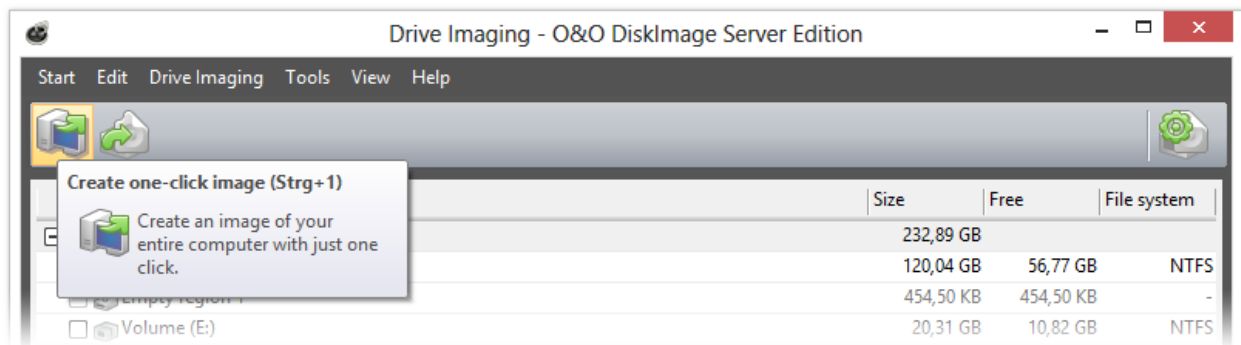 Drive Imaging - O&O DiskImage Server Edition
Start Edit Drive Imaging Tools View Help
Create one-click image (Strg+1)
Create an image of your
entire computer with just one
click.
Size Free File system
232,89 GB
120,04 GB 56,77 GB NTFS
Empty region 1 454,50 KB 454,50 KB -
Volume (E:) 20,31 GB 10,82 GB NTFS